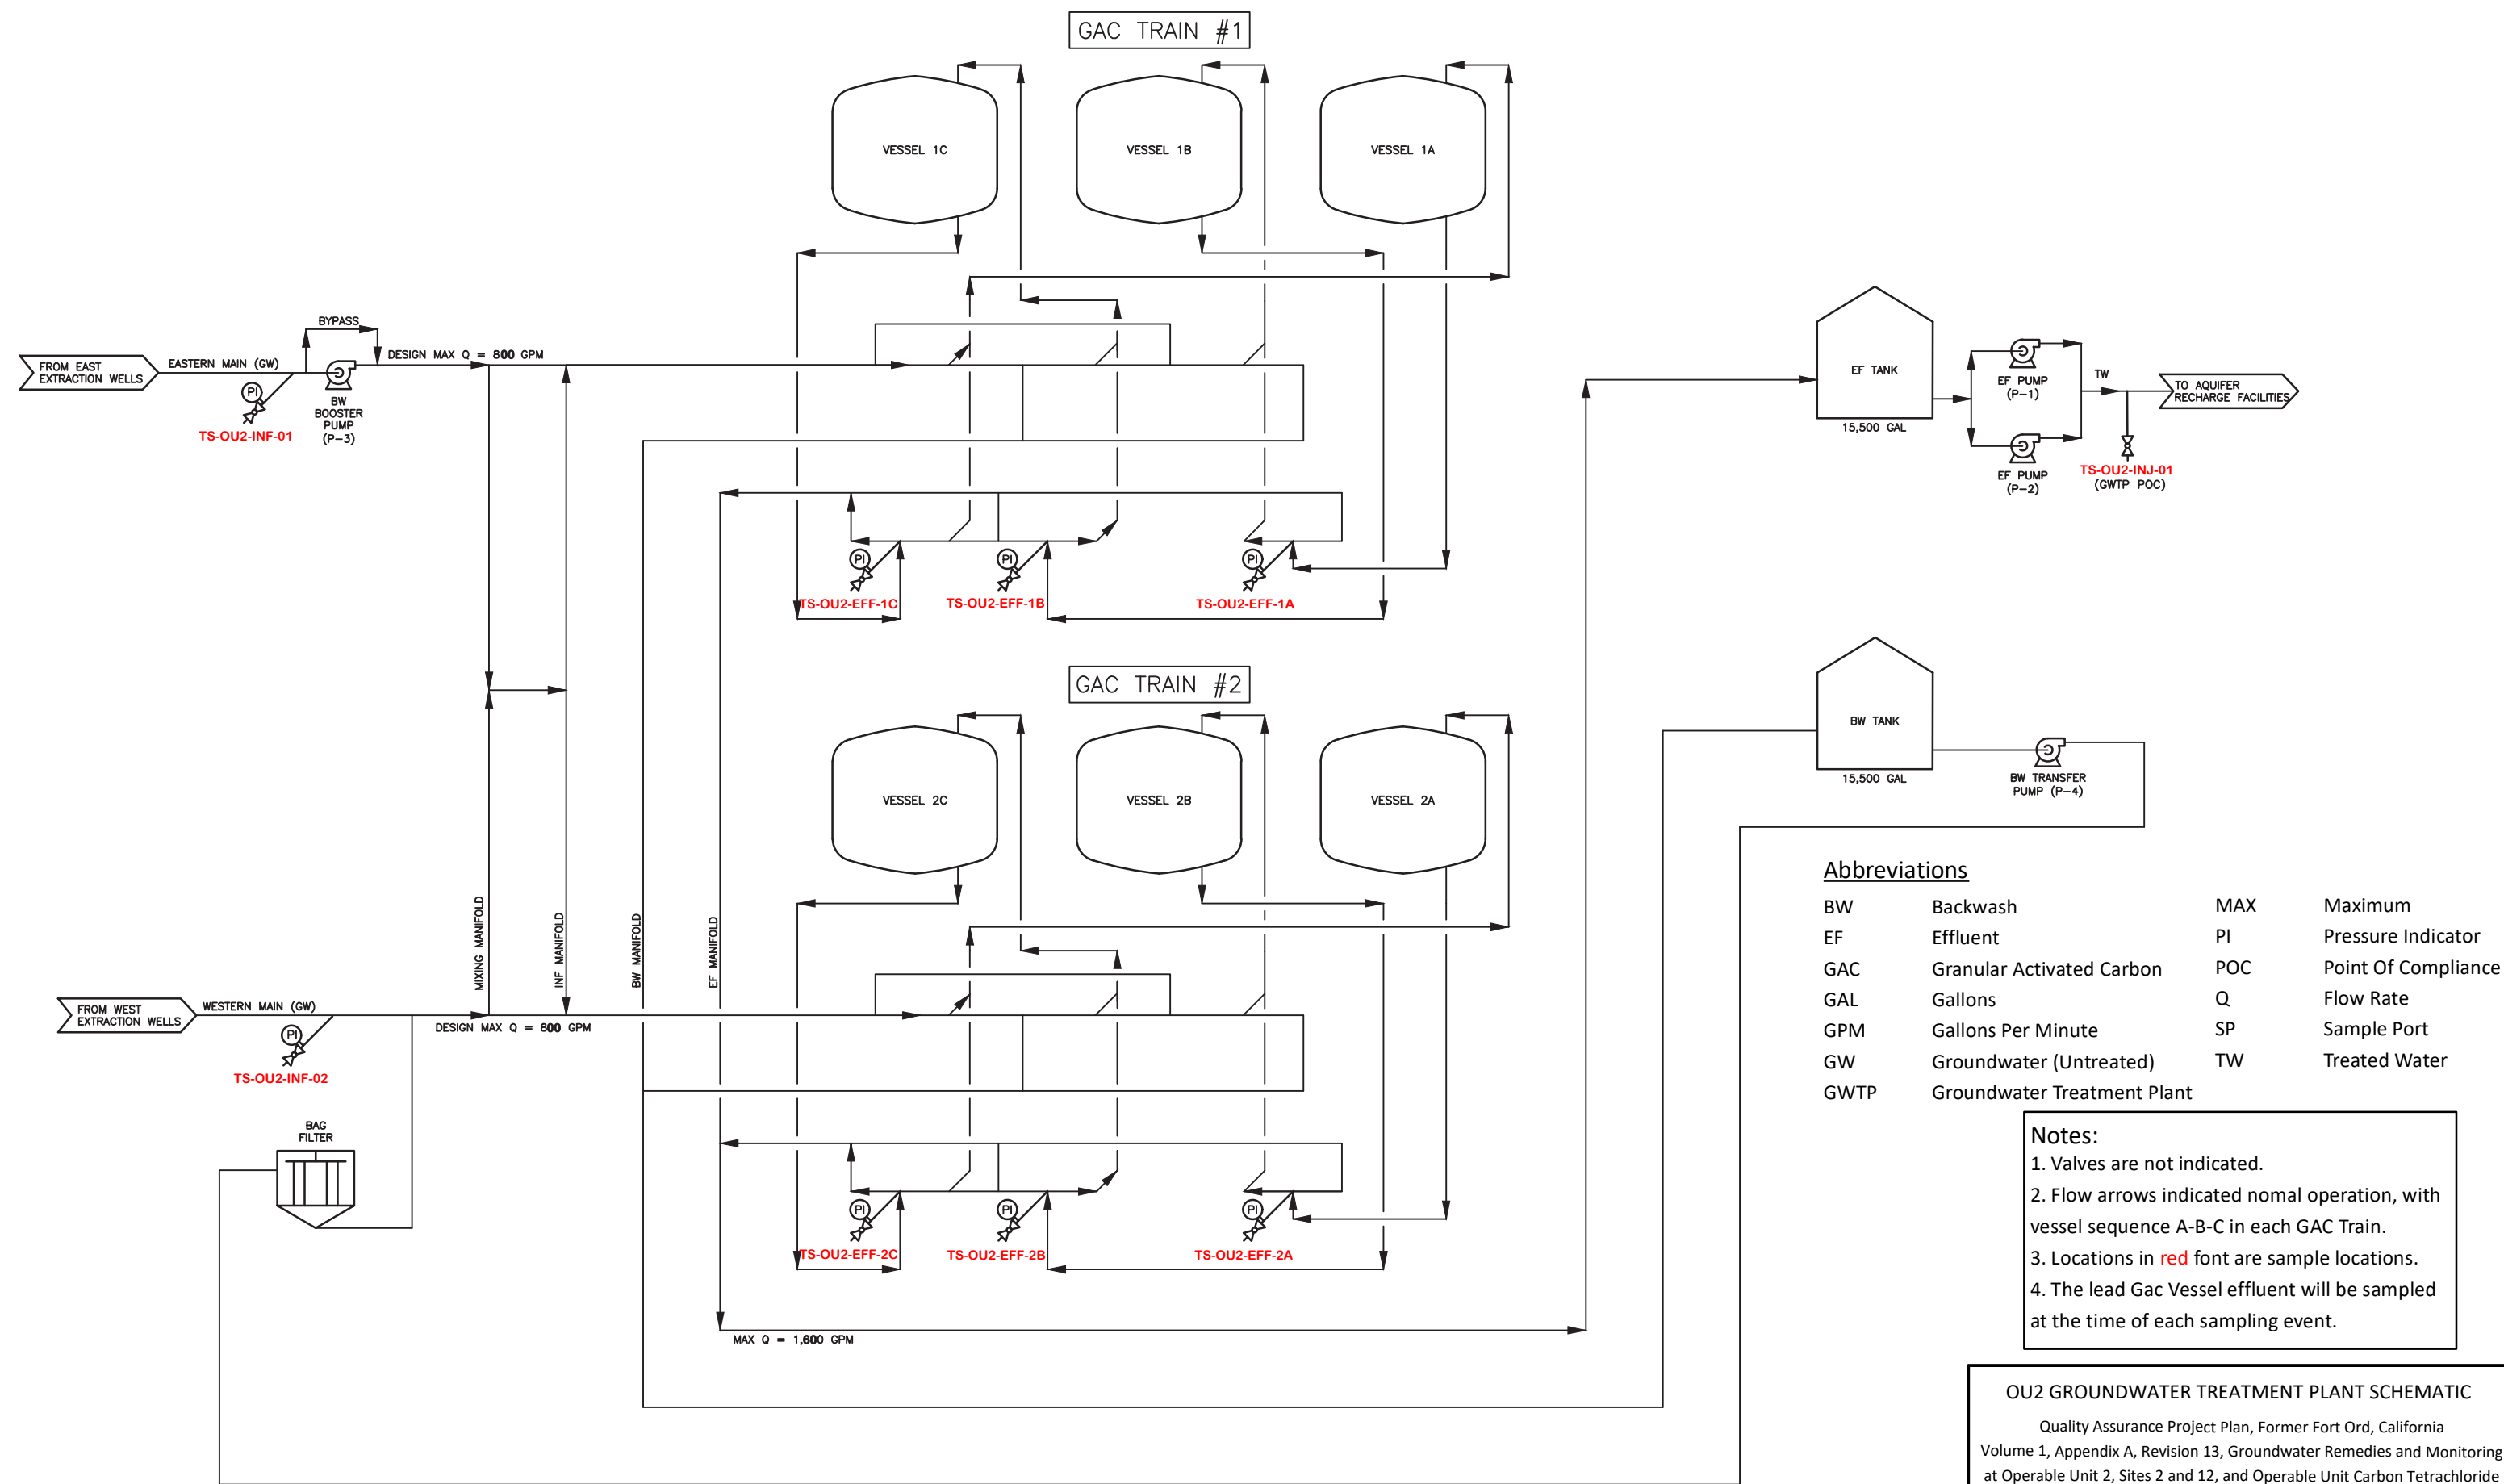 GAC TRAIN #1
VESSEL 1C
VESSEL 1B
VESSEL 1A
FROM EAST
EXTRACTION WELLS
EASTERN MAIN (GW)
BYPASS
DESIGN MAX Q = 800 GPM
PI
TS-OU2-INF-01
BW
BOOSTER
PUMP
(P-3)
EF TANK
15,500 GAL
EF PUMP
(P-1)
EF PUMP
(P-2)
TW
TO AQUIFER
RECHARGE FACILITIES
TS-OU2-INJ-01
(GWTP POC)
PI
PI
PI
TS-OU2-EFF-1C
TS-OU2-EFF-1B
TS-OU2-EFF-1A
GAC TRAIN #2
VESSEL 2C
VESSEL 2B
VESSEL 2A
BW TANK
15,500 GAL
BW TRANSFER
PUMP (P-4)
MIXING MANIFOLD
INF MANIFOLD
BW MANIFOLD
EF MANIFOLD
FROM WEST
EXTRACTION WELLS
WESTERN MAIN (GW)
DESIGN MAX Q = 800 GPM
PI
TS-OU2-INF-02
BAG
FILTER
PI
PI
PI
TS-OU2-EFF-2C
TS-OU2-EFF-2B
TS-OU2-EFF-2A
MAX Q = 1,600 GPM
Abbreviations
BW Backwash MAX Maximum
EF Effluent PI Pressure Indicator
GAC Granular Activated Carbon POC Point Of Compliance
GAL Gallons Q Flow Rate
GPM Gallons Per Minute SP Sample Port
GW Groundwater (Untreated) TW Treated Water
GWTP Groundwater Treatment Plant
Notes:
1. Valves are not indicated.
2. Flow arrows indicated nomal operation, with
vessel sequence A-B-C in each GAC Train.
3. Locations in red font are sample locations.
4. The lead Gac Vessel effluent will be sampled
at the time of each sampling event.
OU2 GROUNDWATER TREATMENT PLANT SCHEMATIC
Quality Assurance Project Plan, Former Fort Ord, California
Volume 1, Appendix A, Revision 13, Groundwater Remedies and Monitoring
at Operable Unit 2, Sites 2 and 12, and Operable Unit Carbon Tetrachloride